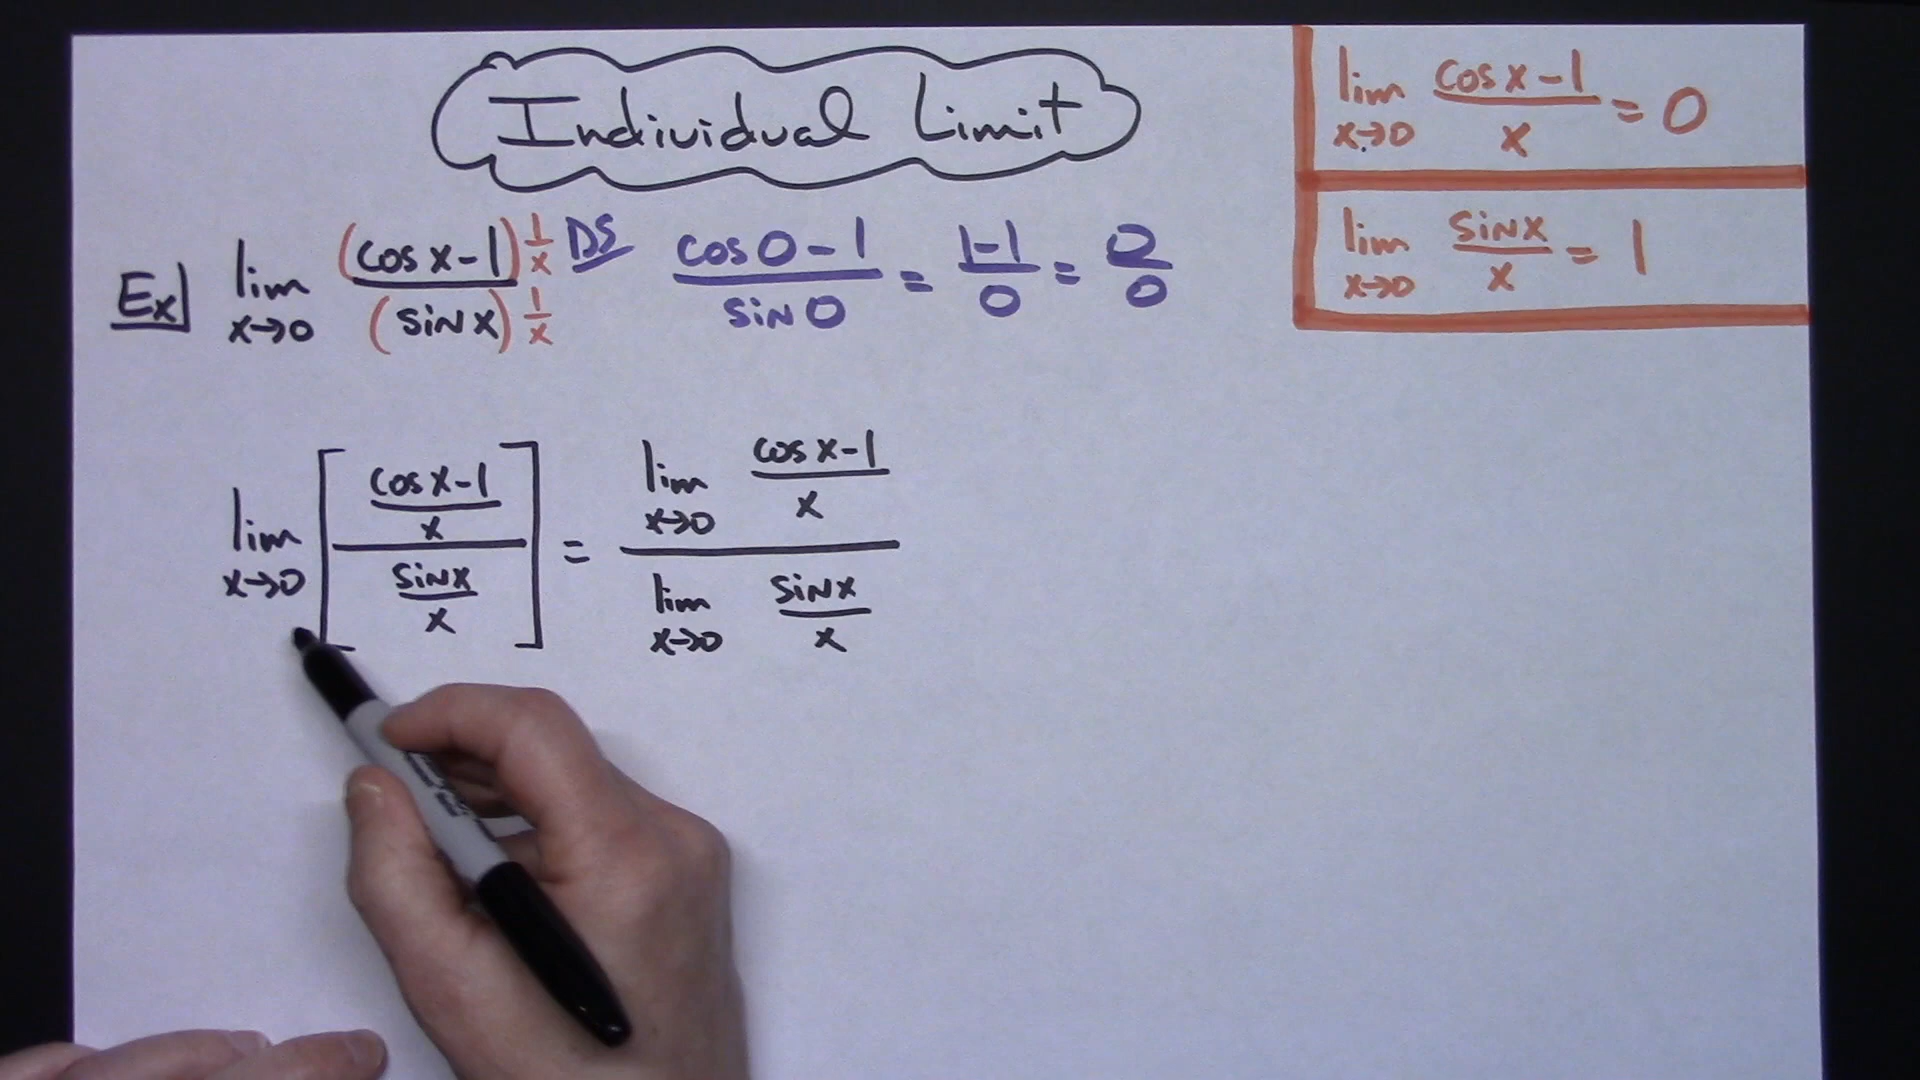 Individual Limit
lim x→0 cos x - 1 / x = 0
lim x→0 sin x / x = 1
Ex) lim x→0 (cos x - 1) 1/x / (sin x) 1/x DS cos 0 - 1 / sin 0 = 1-1 / 0 = 0/0
lim x→0 [ cos x - 1 / x / sin x / x ] = lim x→0 cos x - 1 / x / lim x→0 sin x / x